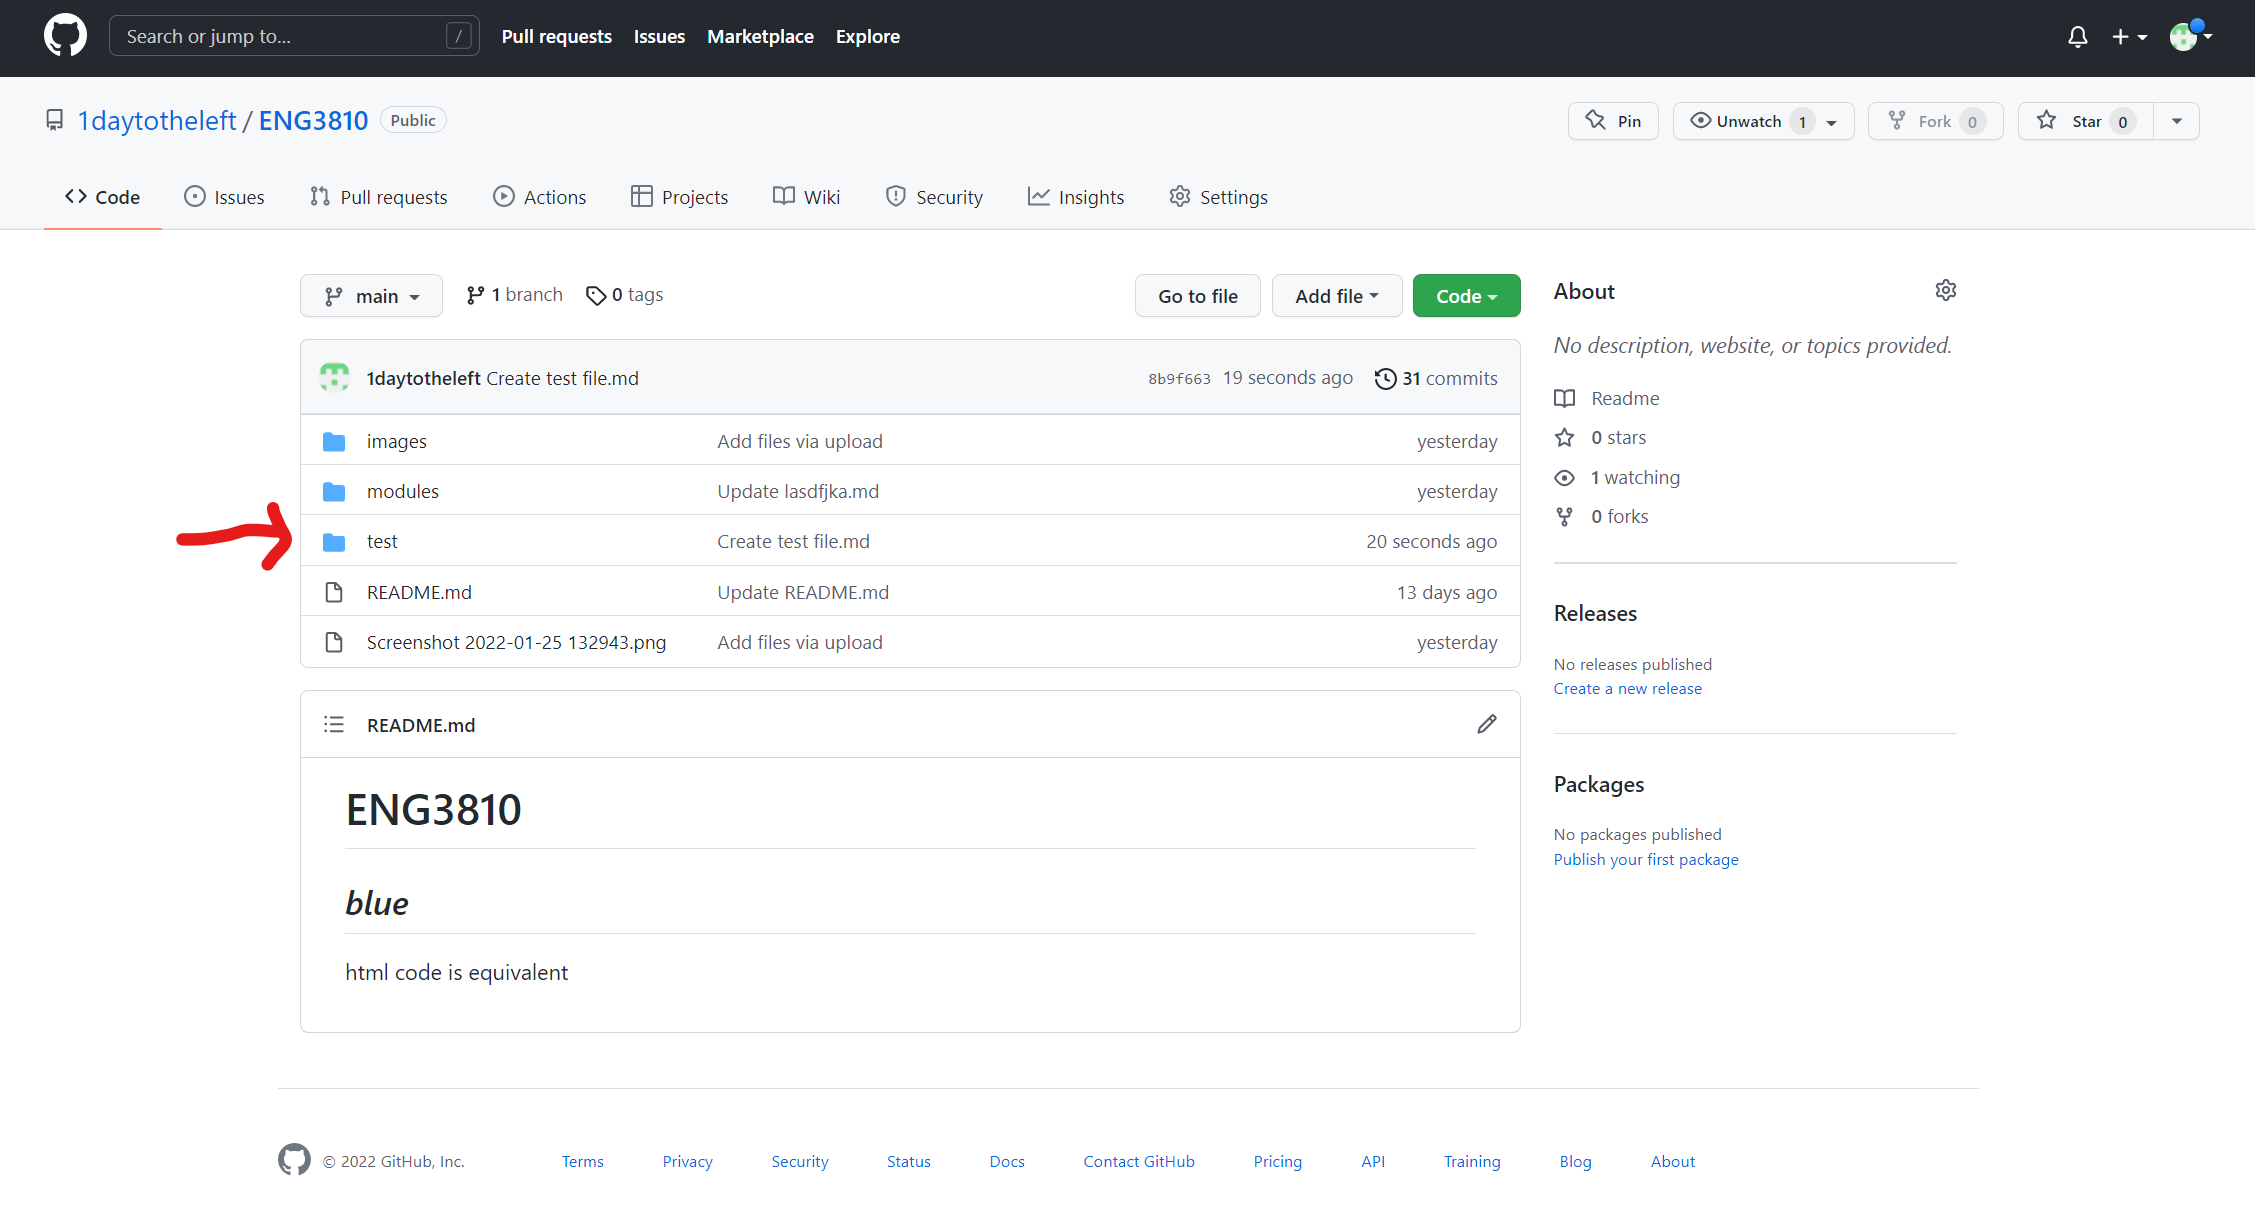 Search or jump to... / Pull requests Issues Marketplace Explore
1daytotheleft / ENG3810 Public Pin Unwatch 1 Fork 0 Star 0
Code Issues Pull requests Actions Projects Wiki Security Insights Settings
main 1 branch 0 tags Go to file Add file Code
1daytotheleft Create test file.md 8b9f663 19 seconds ago 31 commits
images Add files via upload yesterday
modules Update lasdfjka.md yesterday
test Create test file.md 20 seconds ago
README.md Update README.md 13 days ago
Screenshot 2022-01-25 132943.png Add files via upload yesterday
README.md
ENG3810
blue
html code is equivalent
About
No description, website, or topics provided.
Readme
0 stars
1 watching
0 forks
Releases
No releases published
Create a new release
Packages
No packages published
Publish your first package
© 2022 GitHub, Inc. Terms Privacy Security Status Docs Contact GitHub Pricing API Training Blog About